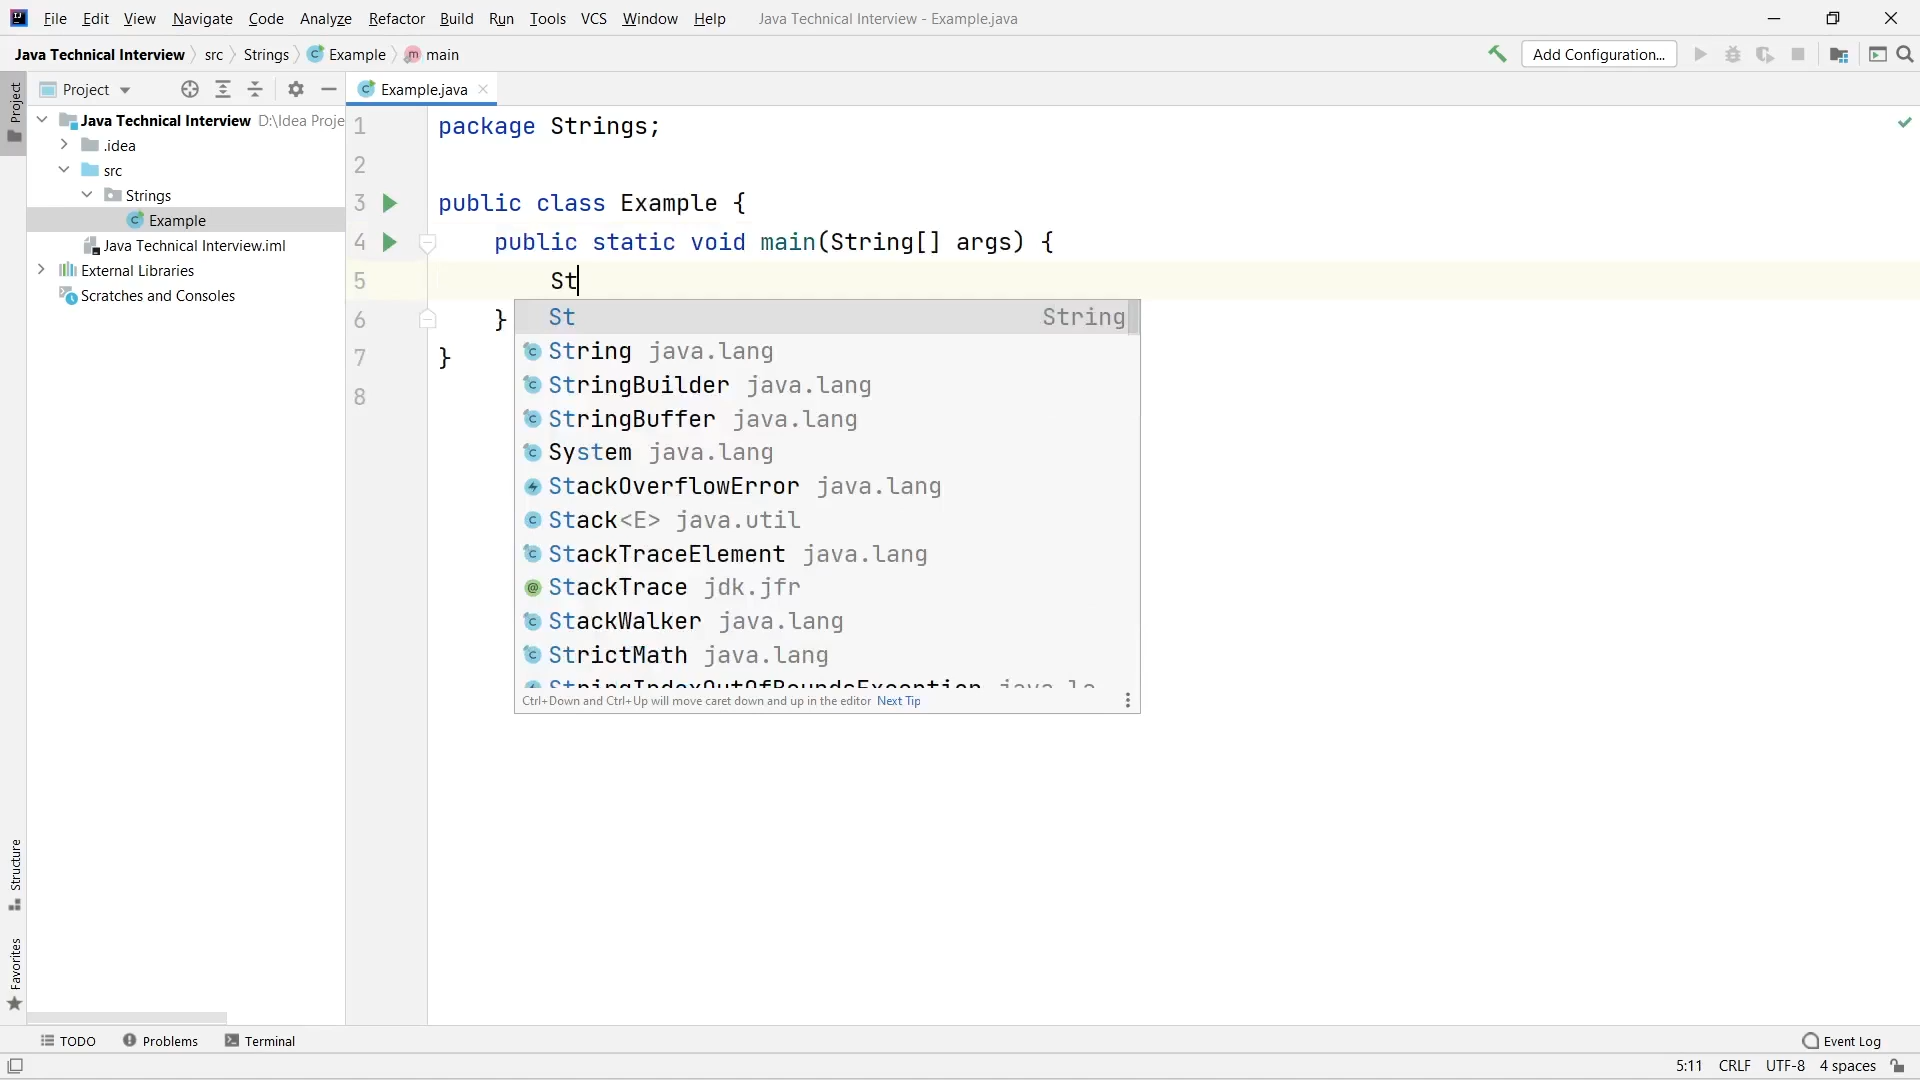 File Edit View Navigate Code Analyze Refactor Build Run Tools VCS Window Help Java Technical Interview - Example.java
Java Technical Interview src Strings Example main Add Configuration...
Project
Project
Example.java
Java Technical Interview D:\Idea Proje
.idea
src
Strings
Example
Java Technical Interview.iml
External Libraries
Scratches and Consoles
1 package Strings;
2
3 public class Example {
4 public static void main(String[] args) {
5 St
6 }
7 }
8
St String
String java.lang
StringBuilder java.lang
StringBuffer java.lang
System java.lang
StackOverflowError java.lang
Stack<E> java.util
StackTraceElement java.lang
StackTrace jdk.jfr
StackWalker java.lang
StrictMath java.lang
StringIndexOutOfBoundsException java.la
Ctrl+Down and Ctrl+Up will move caret down and up in the editor Next Tip
Structure
Favorites
TODO Problems Terminal Event Log
5:11 CRLF UTF-8 4 spaces